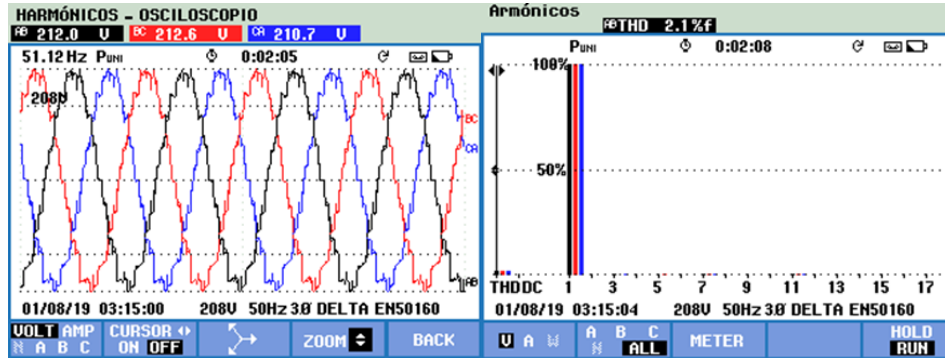 HARMÓNICOS - OSCILOSCOPIO
AB 212.0 V BC 212.6 V CA 210.7 V
51.12 Hz PUNI 0:02:05
208V
BC
CA
AB
01/08/19 03:15:00 208V 50Hz 3Ø DELTA EN50160
VOLT AMP CURSOR ZOOM BACK
N A B C ON OFF
Armónicos
ABTHD 2.1%f
PUNI 0:02:08
100%
50%
THDDC 1 3 5 7 9 11 13 15 17
01/08/19 03:15:04 208V 50Hz 3Ø DELTA EN50160
V A W A B C METER HOLD
N ALL RUN